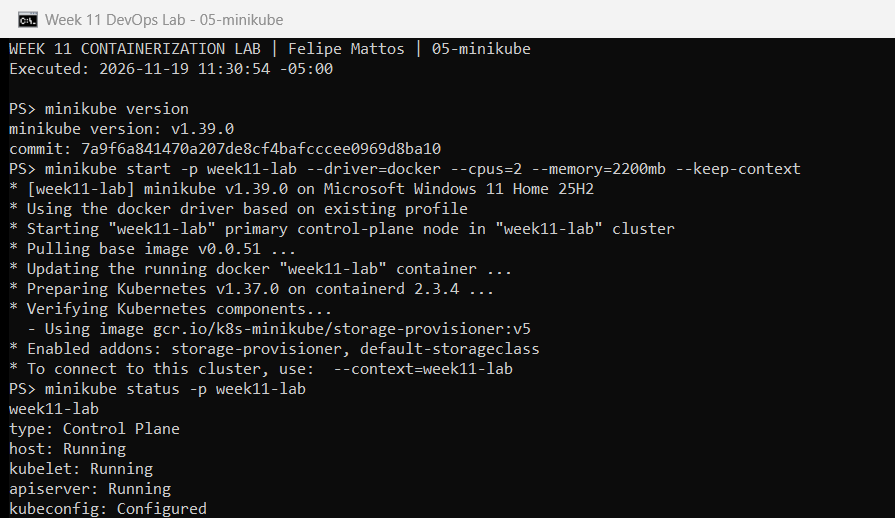 Week 11 DevOps Lab - 05-minikube
WEEK 11 CONTAINERIZATION LAB | Felipe Mattos | 05-minikube
Executed: 2026-11-19 11:30:54 -05:00
PS> minikube version
minikube version: v1.39.0
commit: 7a9f6a841470a207de8cf4bafcccee0969d8ba10
PS> minikube start -p week11-lab --driver=docker --cpus=2 --memory=2200mb --keep-context
* [week11-lab] minikube v1.39.0 on Microsoft Windows 11 Home 25H2
* Using the docker driver based on existing profile
* Starting "week11-lab" primary control-plane node in "week11-lab" cluster
* Pulling base image v0.0.51 ...
* Updating the running docker "week11-lab" container ...
* Preparing Kubernetes v1.37.0 on containerd 2.3.4 ...
* Verifying Kubernetes components...
  - Using image gcr.io/k8s-minikube/storage-provisioner:v5
* Enabled addons: storage-provisioner, default-storageclass
* To connect to this cluster, use:  --context=week11-lab
PS> minikube status -p week11-lab
week11-lab
type: Control Plane
host: Running
kubelet: Running
apiserver: Running
kubeconfig: Configured